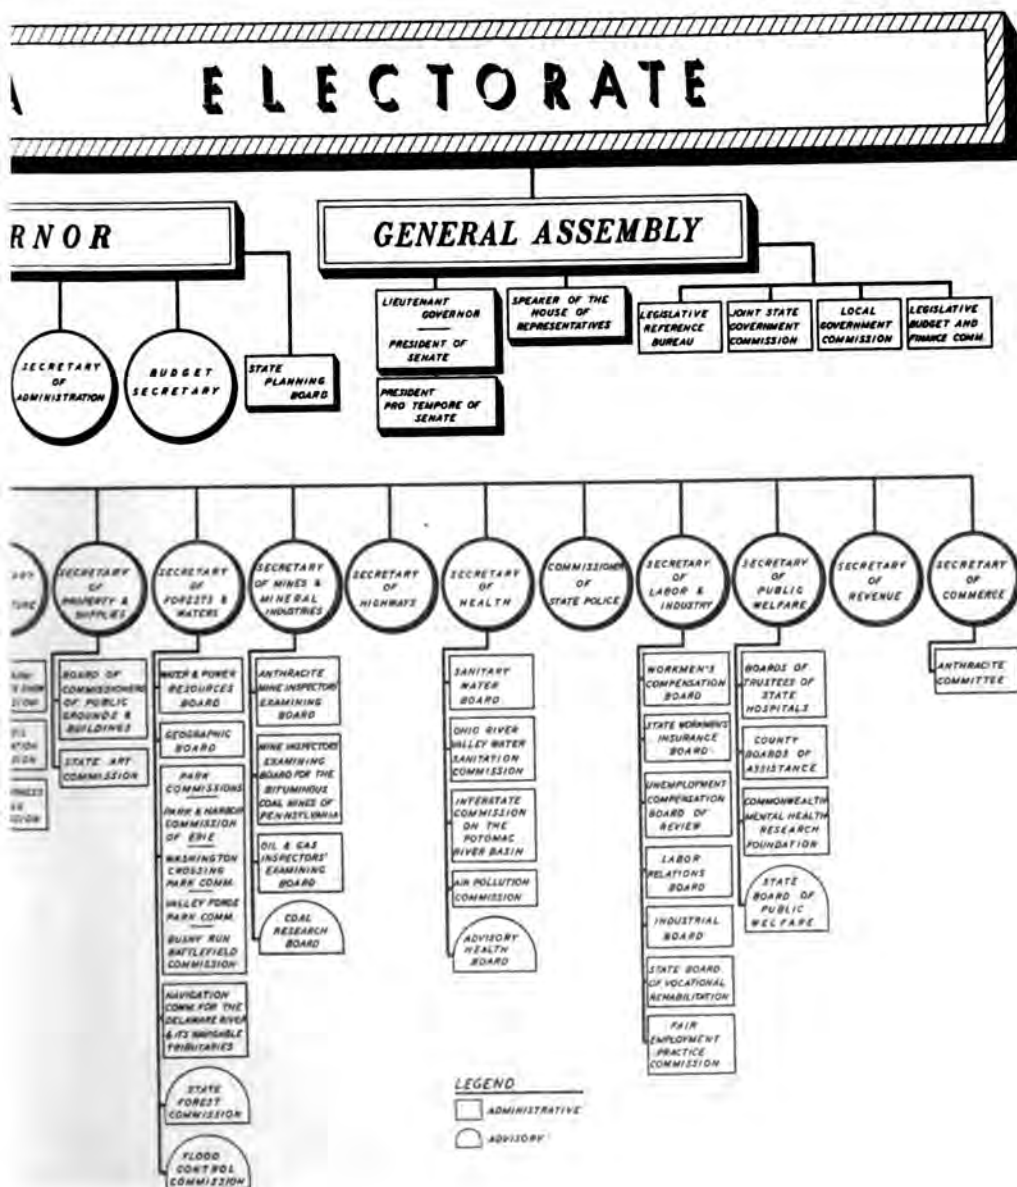 A ELECTORATE
RNOR
GENERAL ASSEMBLY
SECRETARY
OF
ADMINISTRATION
BUDGET
SECRETARY
STATE
PLANNING
BOARD
LIEUTENANT
GOVERNOR
PRESIDENT OF
SENATE
PRESIDENT
PRO TEMPORE OF
SENATE
SPEAKER OF THE
HOUSE OF
REPRESENTATIVES
LEGISLATIVE
REFERENCE
BUREAU
JOINT STATE
GOVERNMENT
COMMISSION
LOCAL
GOVERNMENT
COMMISSION
LEGISLATIVE
BUDGET AND
FINANCE COMM.
TURE
SECRETARY
OF
PROPERTY &
SUPPLIES
BOARD OF
COMMISSIONERS
OF PUBLIC
GROUNDS &
BUILDINGS
STATE ART
COMMISSION
SECRETARY
OF
FORESTS &
WATERS
WATER & POWER
RESOURCES
BOARD
GEOGRAPHIC
BOARD
PARK
COMMISSIONS
PARK & HARBOR
COMMISSION
OF ERIE
WASHINGTON
CROSSING
PARK COMM.
VALLEY FORGE
PARK COMM.
BUSHY RUN
BATTLEFIELD
COMMISSION
NAVIGATION
COMM. FOR THE
DELAWARE RIVER
& ITS NAVIGABLE
TRIBUTARIES
STATE
FOREST
COMMISSION
FLOOD
CONTROL
COMMISSION
SECRETARY
OF MINES &
MINERAL
INDUSTRIES
ANTHRACITE
MINE INSPECTORS'
EXAMINING
BOARD
MINE INSPECTORS
EXAMINING
BOARD FOR THE
BITUMINOUS
COAL MINES OF
PENNSYLVANIA
OIL & GAS
INSPECTORS'
EXAMINING
BOARD
COAL
RESEARCH
BOARD
SECRETARY
OF
HIGHWAYS
SECRETARY
OF
HEALTH
SANITARY
WATER
BOARD
OHIO RIVER
VALLEY WATER
SANITATION
COMMISSION
INTERSTATE
COMMISSION
ON THE
POTOMAC
RIVER BASIN
AIR POLLUTION
COMMISSION
ADVISORY
HEALTH
BOARD
COMMISSIONER
OF
STATE POLICE
SECRETARY
OF
LABOR &
INDUSTRY
WORKMEN'S
COMPENSATION
BOARD
STATE WORKMEN'S
INSURANCE
BOARD
UNEMPLOYMENT
COMPENSATION
BOARD OF
REVIEW
LABOR
RELATIONS
BOARD
INDUSTRIAL
BOARD
STATE BOARD
OF VOCATIONAL
REHABILITATION
FAIR
EMPLOYMENT
PRACTICE
COMMISSION
SECRETARY
OF
PUBLIC
WELFARE
BOARDS OF
TRUSTEES OF
STATE
HOSPITALS
COUNTY
BOARDS OF
ASSISTANCE
COMMONWEALTH
MENTAL HEALTH
RESEARCH
FOUNDATION
STATE
BOARD OF
PUBLIC
WELFARE
SECRETARY
OF
REVENUE
SECRETARY
OF
COMMERCE
ANTHRACITE
COMMITTEE
LEGEND
ADMINISTRATIVE
ADVISORY